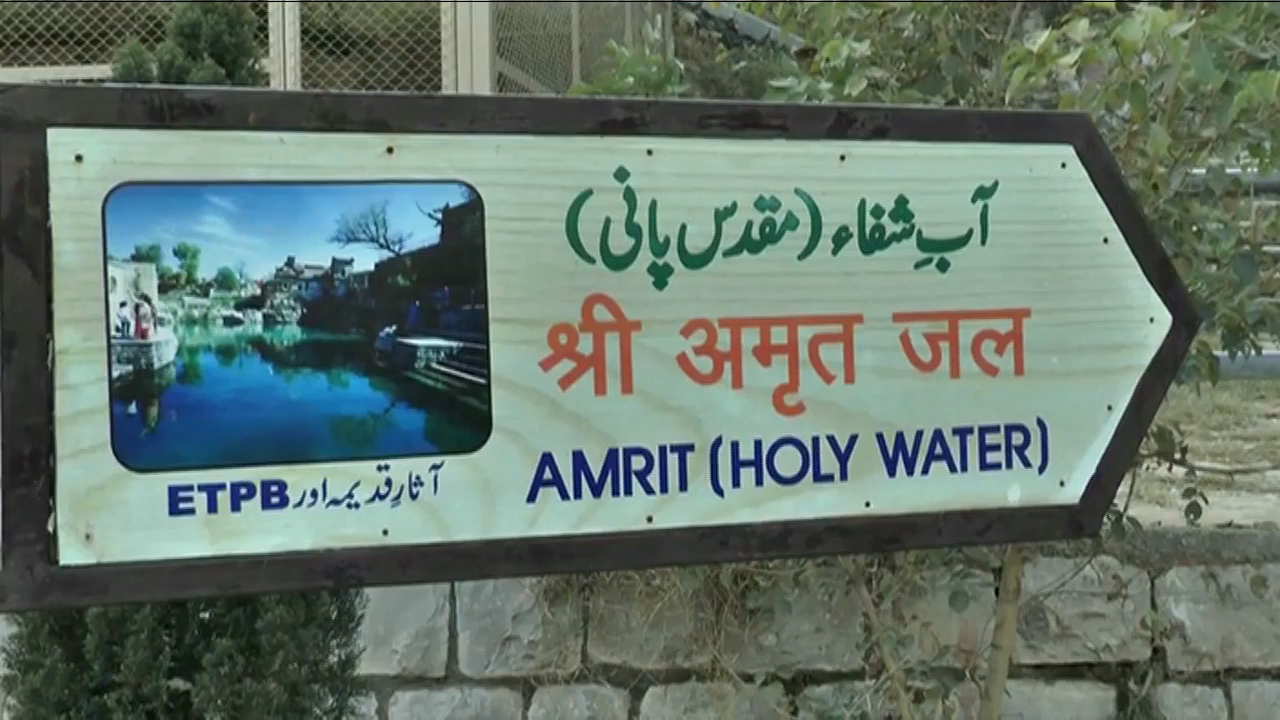 آبِ شفاء (مقدس پانی)
श्री अमृत जल
AMRIT (HOLY WATER)
آثارِ قدیمہ اور ETPB